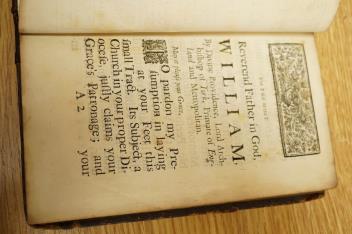 TO THE MOST
Reverend Father in God,
WILLIAM,
By Divine Providence, Lord Arch-
bishop of York, Primate of Eng-
land and Metropolitan.
May it please your Grace,
TO pardon my Pre-
sumption in laying
at your Feet this
small Tract. Its Subject, a
Church in your proper Di-
ocese, justly claims your
Grace's Patronage; and
A 2